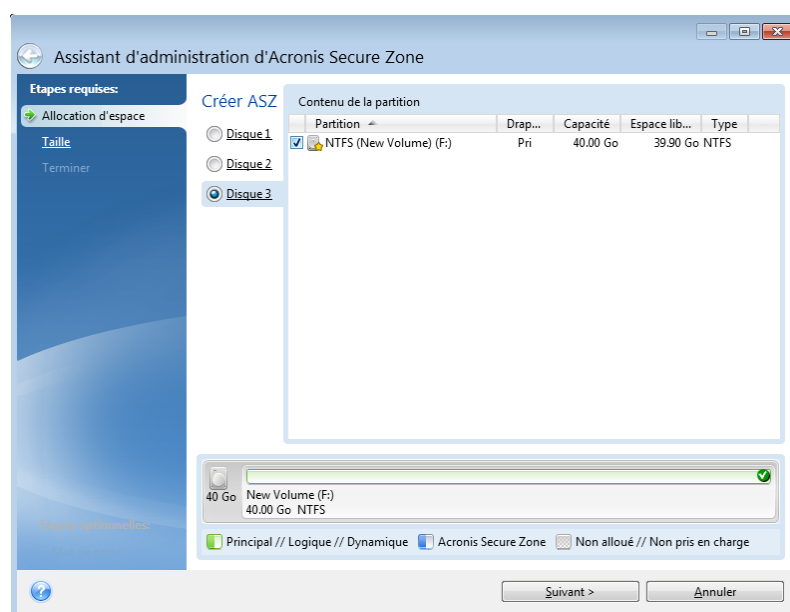 Assistant d'administration d'Acronis Secure Zone
Etapes requises:
Allocation d'espace
Taille
Terminer
Créer ASZ
Disque 1
Disque 2
Disque 3
Contenu de la partition
Partition Drap... Capacité Espace lib... Type
NTFS (New Volume) (F:) Pri 40.00 Go 39.90 Go NTFS
40 Go
New Volume (F:)
40.00 Go NTFS
Principal // Logique // Dynamique Acronis Secure Zone Non alloué // Non pris en charge
Etapes optionnelles:
? Suivant > Annuler